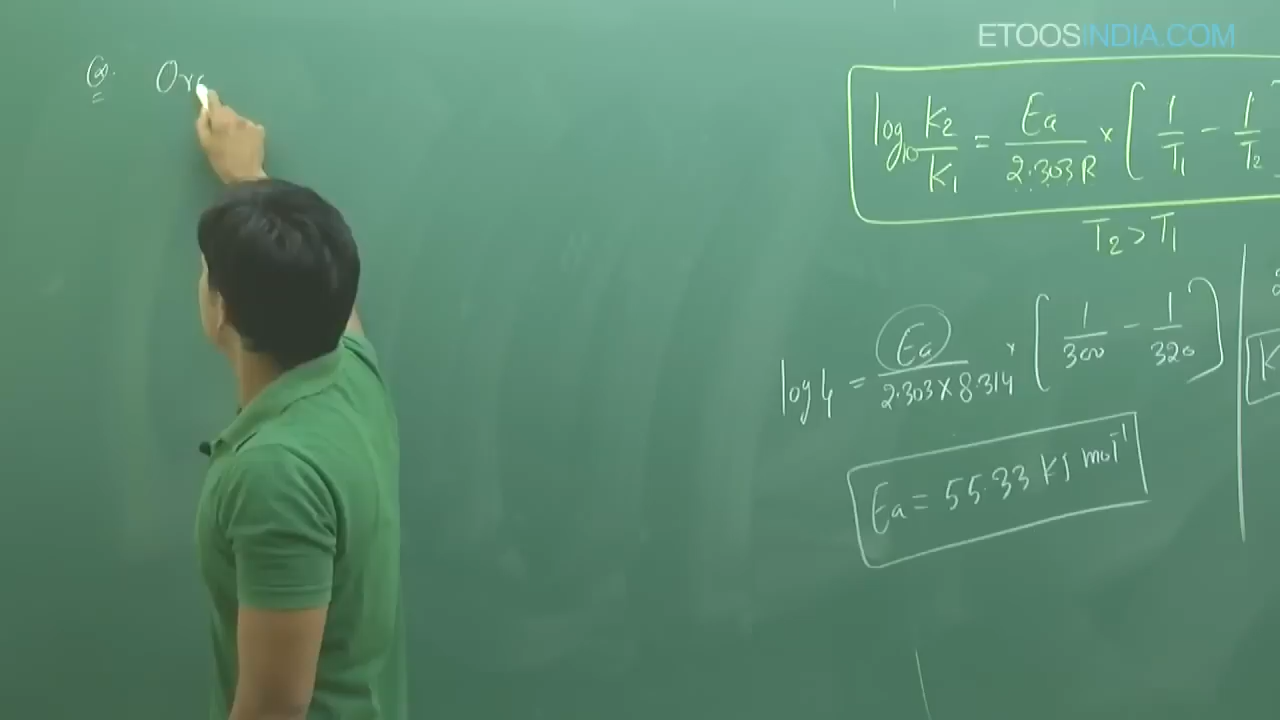 ETOOSINDIA.COM
Q. Ore
log₁₀ K₂/K₁ = Ea/2.303R × [1/T₁ - 1/T₂
T₂ > T₁
log 4 = Ea/2.303×8.314 × [1/300 - 1/320]
Ea = 55.33 KJ mol⁻¹
K